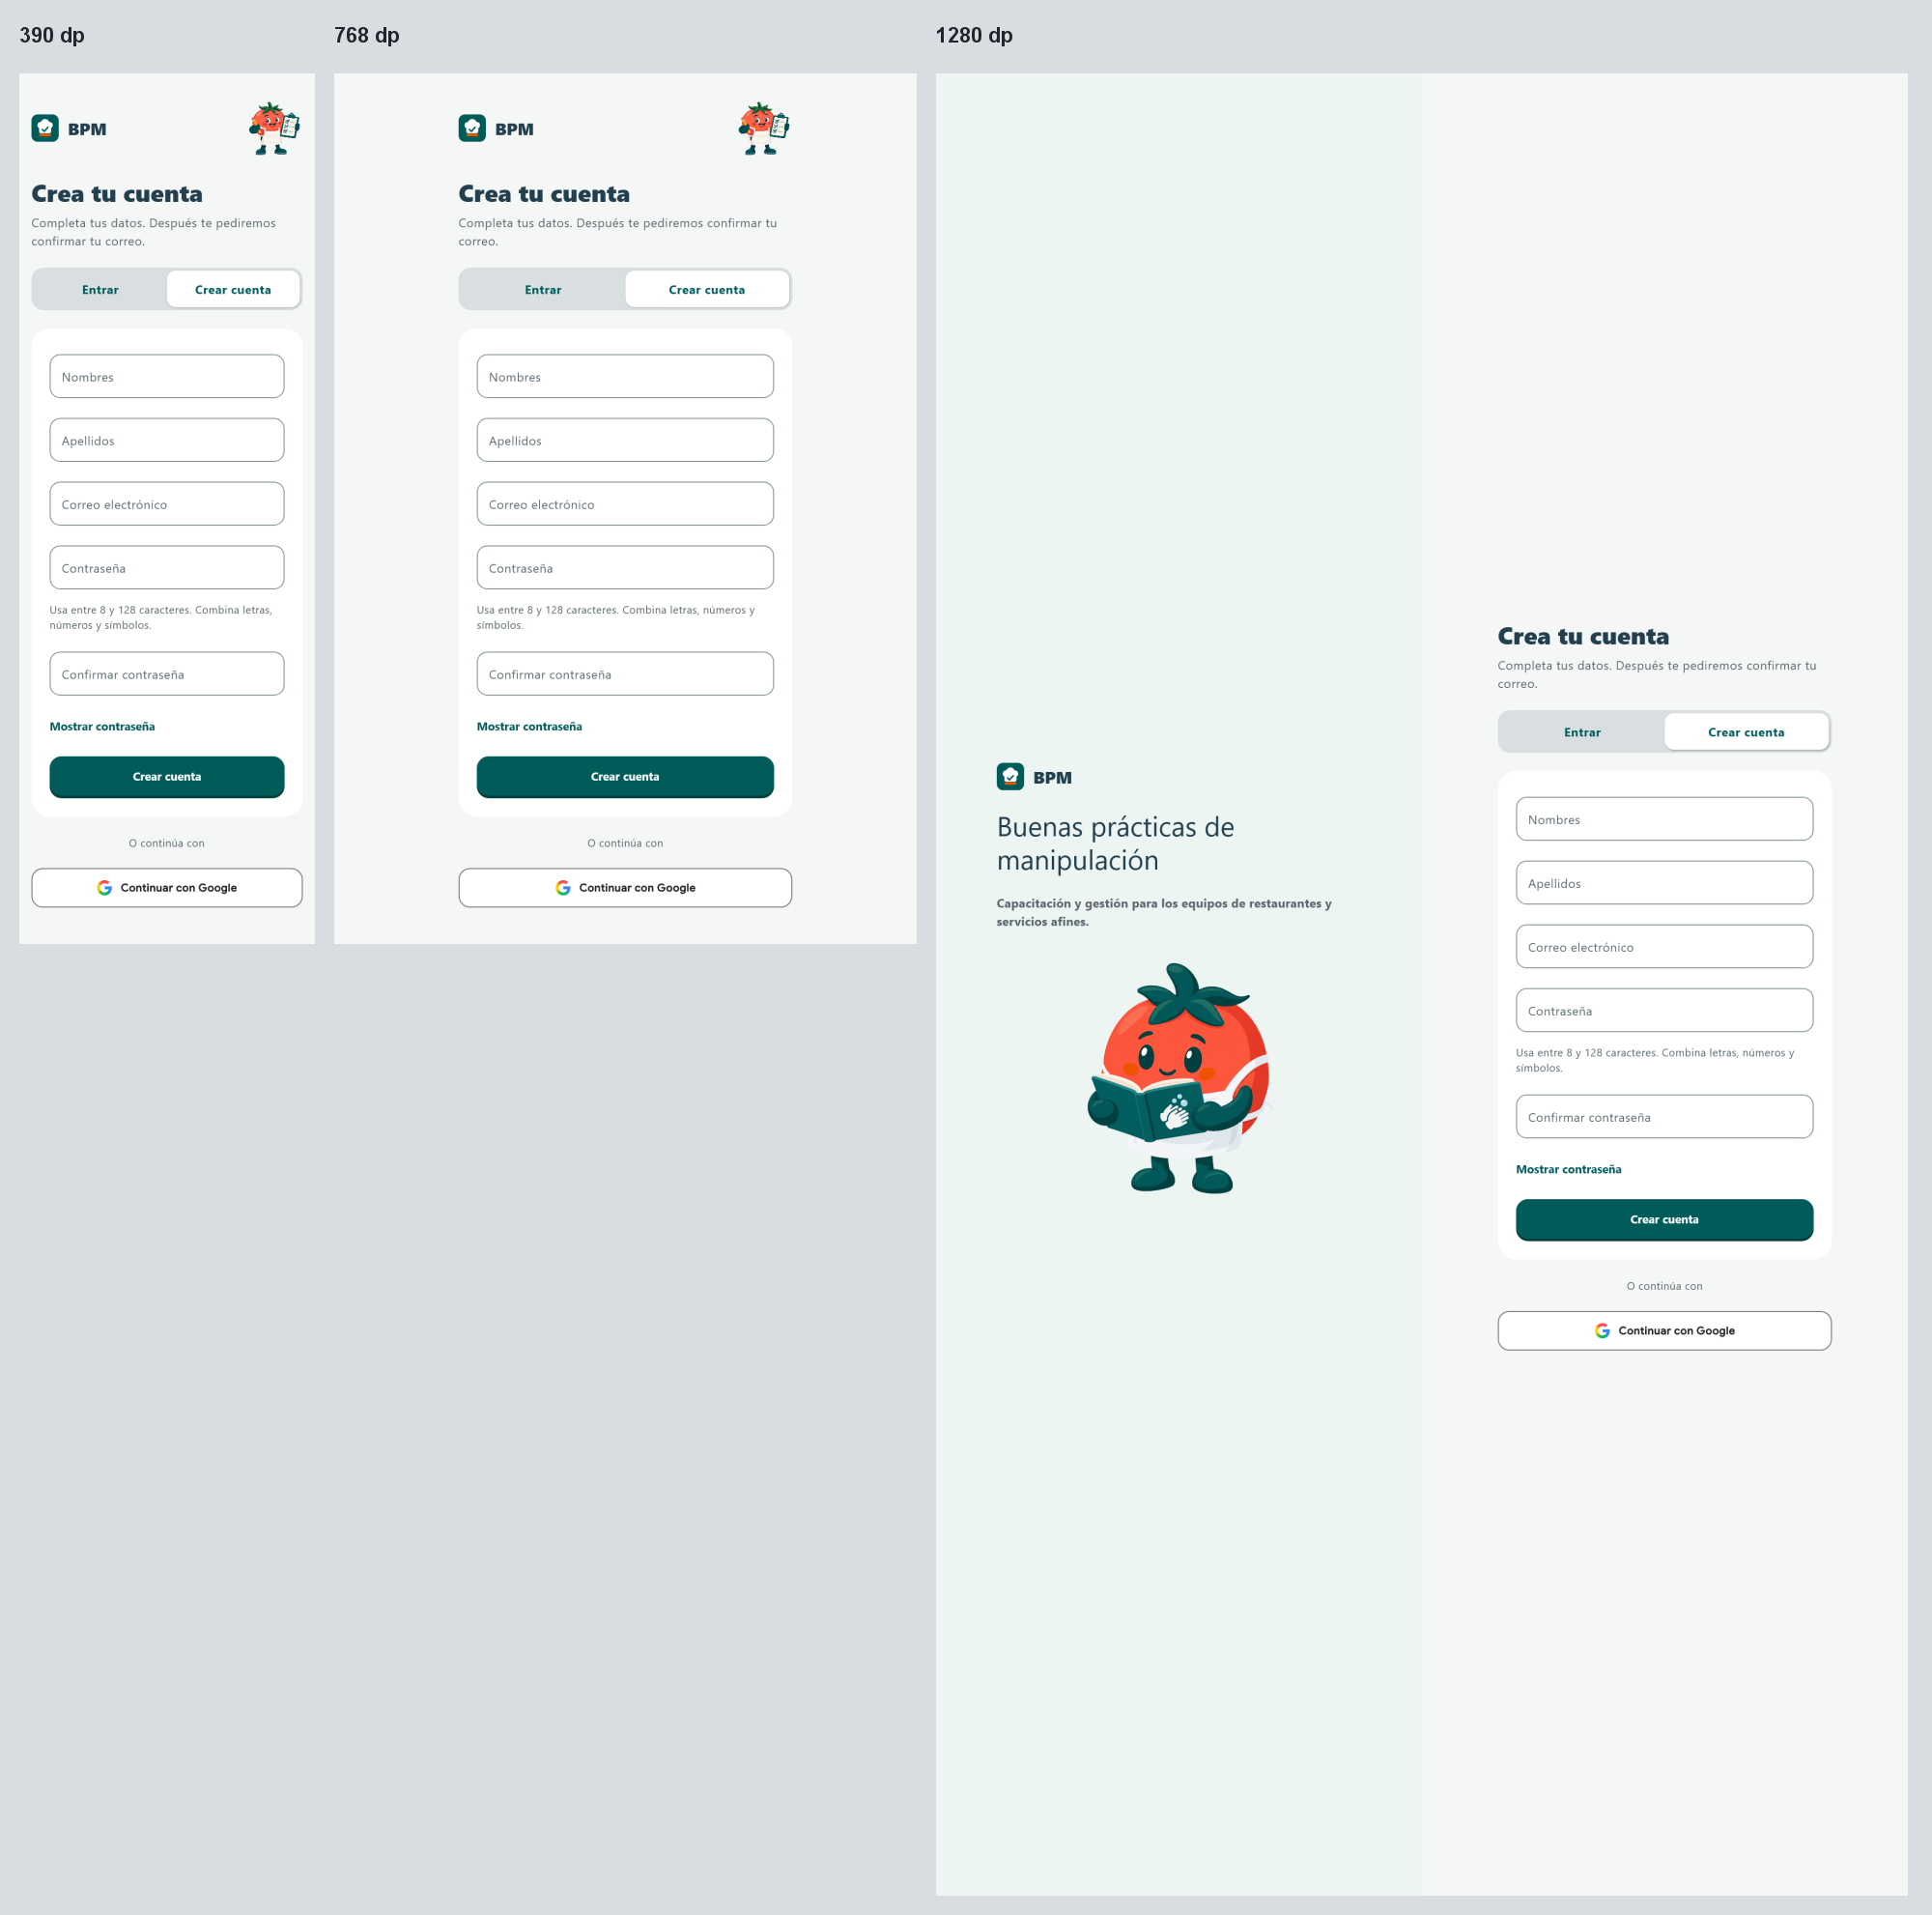 390 dp
BPM
Crea tu cuenta
Completa tus datos. Después te pediremos
confirmar tu correo.
Entrar
Crear cuenta
Nombres
Apellidos
Correo electrónico
Contraseña
Usa entre 8 y 128 caracteres. Combina letras,
números y símbolos.
Confirmar contraseña
Mostrar contraseña
Crear cuenta
O continúa con
Continuar con Google
768 dp
BPM
Crea tu cuenta
Completa tus datos. Después te pediremos confirmar tu
correo.
Entrar
Crear cuenta
Nombres
Apellidos
Correo electrónico
Contraseña
Usa entre 8 y 128 caracteres. Combina letras, números y
símbolos.
Confirmar contraseña
Mostrar contraseña
Crear cuenta
O continúa con
Continuar con Google
1280 dp
BPM
Buenas prácticas de
manipulación
Capacitación y gestión para los equipos de restaurantes y
servicios afines.
Crea tu cuenta
Completa tus datos. Después te pediremos confirmar tu
correo.
Entrar
Crear cuenta
Nombres
Apellidos
Correo electrónico
Contraseña
Usa entre 8 y 128 caracteres. Combina letras, números y
símbolos.
Confirmar contraseña
Mostrar contraseña
Crear cuenta
O continúa con
Continuar con Google